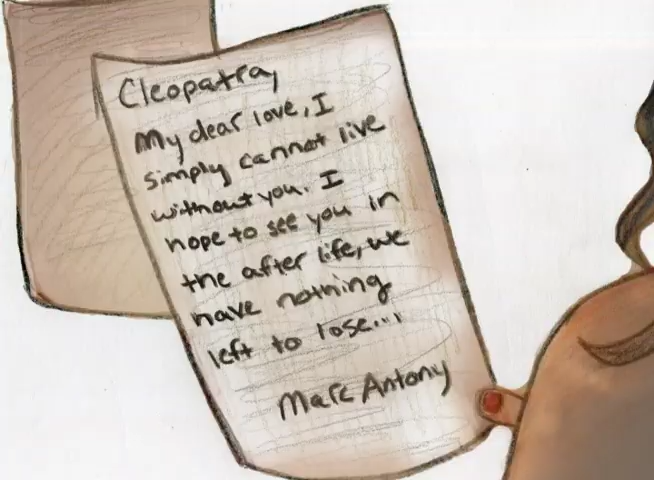 Cleopatra,
My dear love, I
simply cannot live
without you. I
hope to see you in
the after life, we
have nothing
left to lose...
Marc Antony